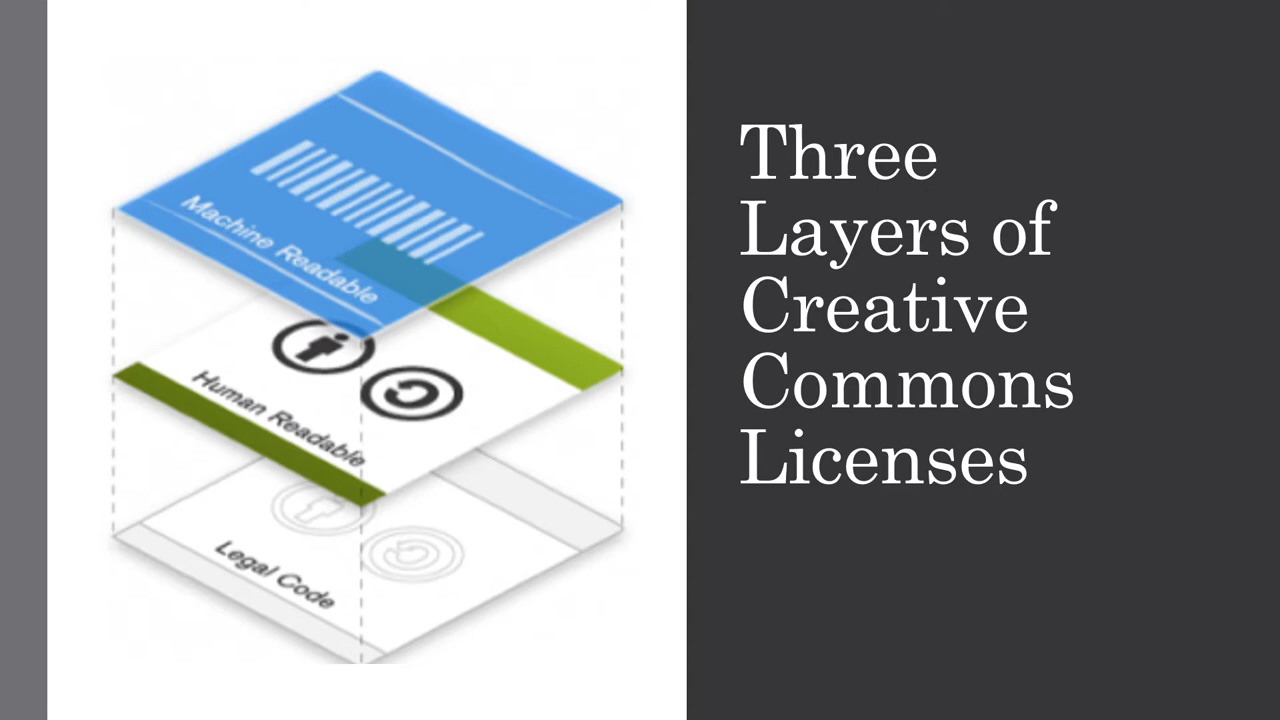 Machine Readable
Human Readable
Legal Code
Three
Layers of
Creative
Commons
Licenses